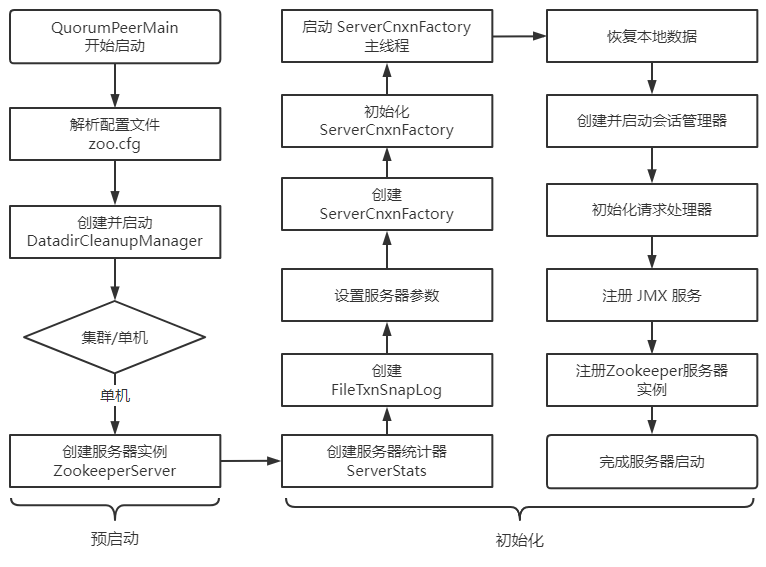 QuorumPeerMain
开始启动
解析配置文件
zoo.cfg
创建并启动
DatadirCleanupManager
集群/单机
单机
创建服务器实例
ZookeeperServer
预启动
创建服务器统计器
ServerStats
创建
FileTxnSnapLog
设置服务器参数
创建
ServerCnxnFactory
初始化
ServerCnxnFactory
启动 ServerCnxnFactory
主线程
恢复本地数据
创建并启动会话管理器
初始化请求处理器
注册 JMX 服务
注册Zookeeper服务器
实例
完成服务器启动
初始化